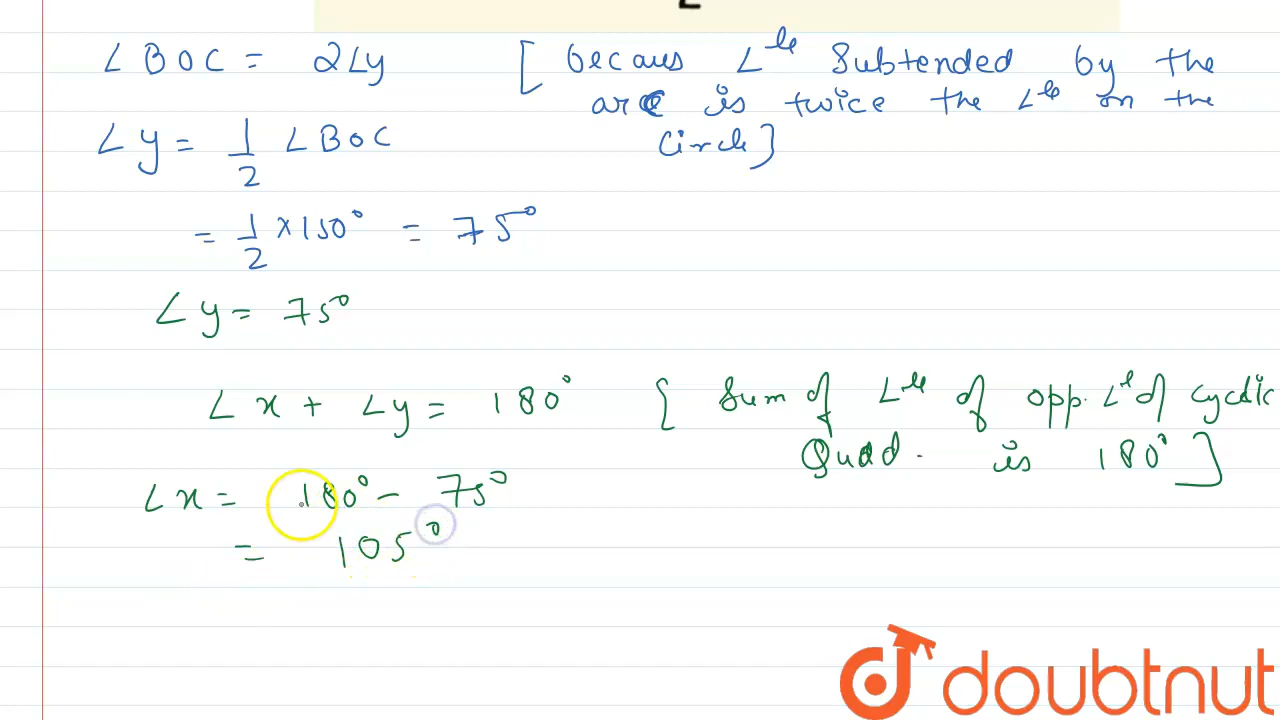 ∠BOC = 2∠y [becaus ∠le Subtended by the
arc is twice the ∠le on the
∠y = 1/2 ∠BOC Circle]
= 1/2 × 150° = 75°
∠y = 75°
∠x + ∠y = 180° [Sum of ∠le of opp. ∠l of Cyclic
Quad. is 180°]
∠x = 180° - 75°
= 105°
doubtnut